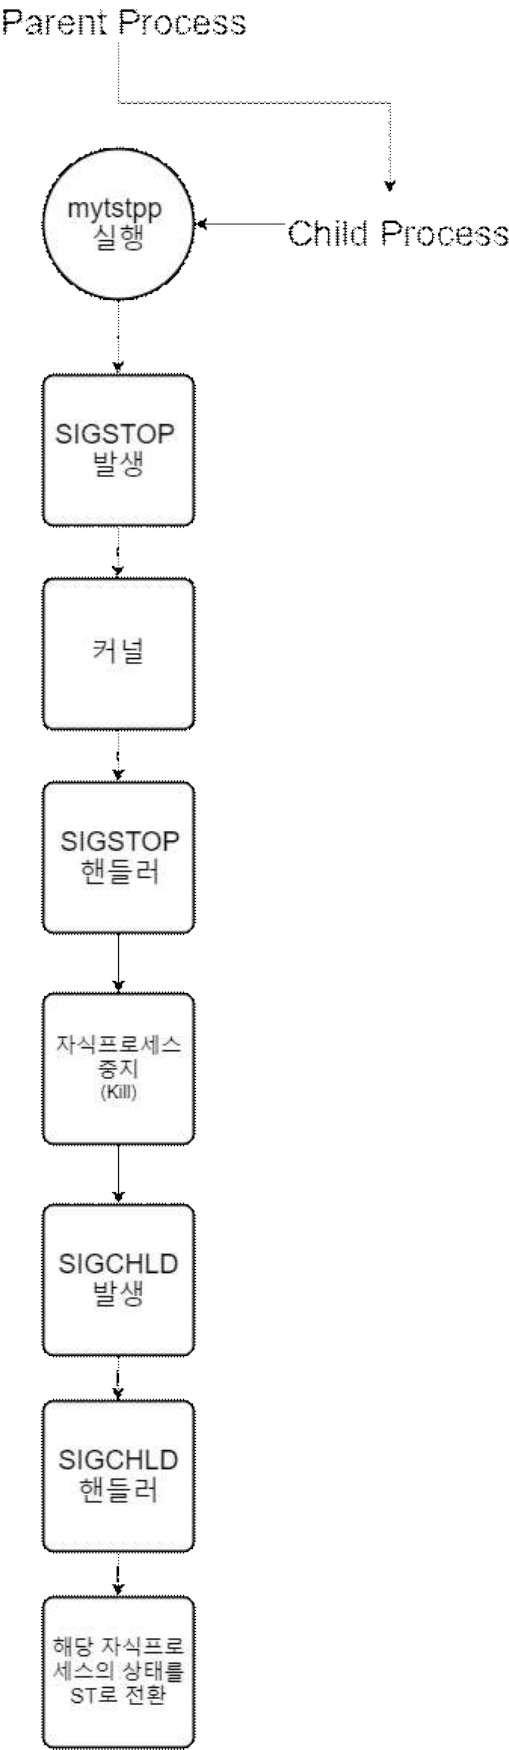 Parent Process
mytstpp
실행
Child Process
SIGSTOP
발생
커널
SIGSTOP
핸들러
자식프로세스
중지
(Kill)
SIGCHLD
발생
SIGCHLD
핸들러
해당 자식프로
세스의 상태를
ST로 전환